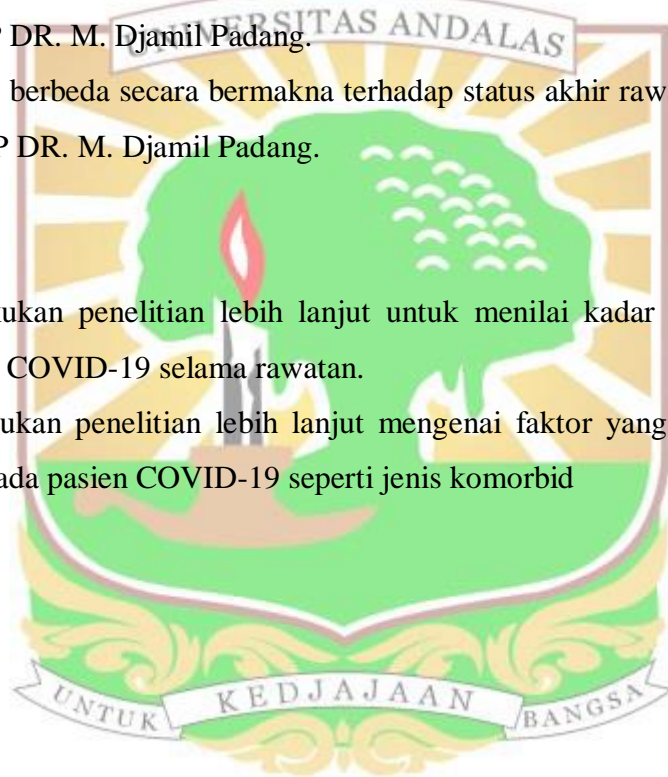 P DR. M. Djamil Padang.
UNIVERSITAS ANDALAS
berbeda secara bermakna terhadap status akhir raw
P DR. M. Djamil Padang.
ukan penelitian lebih lanjut untuk menilai kadar
COVID-19 selama rawatan.
ukan penelitian lebih lanjut mengenai faktor yang
ada pasien COVID-19 seperti jenis komorbid
UNTUK KEDJAJAAN BANGSA